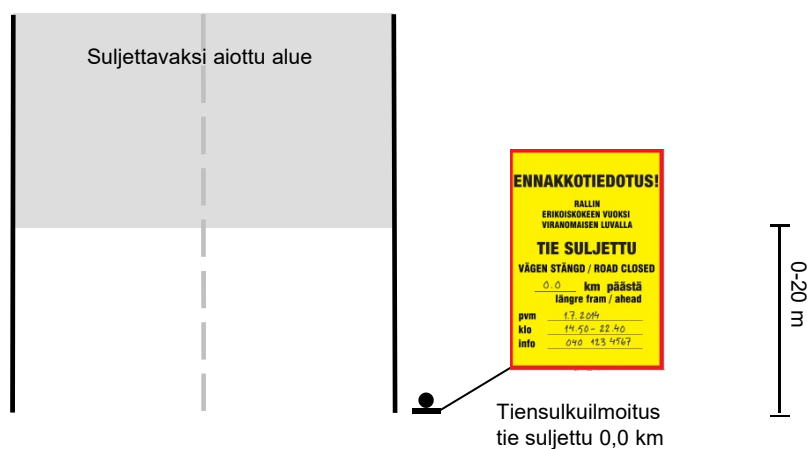 Suljettavaksi aiottu alue
ENNAKKOTIEDOTUS!
RALLIN
ERIKOISKOKEEN VUOKSI
VIRANOMAISEN LUVALLA
TIE SULJETTU
VÄGEN STÄNGD / ROAD CLOSED
0.0 km päästä
längre fram / ahead
pvm 1.7.2014
klo 14.50 - 22.40
info 040 123 4567
0-20 m
Tiensulkuilmoitus
tie suljettu 0,0 km